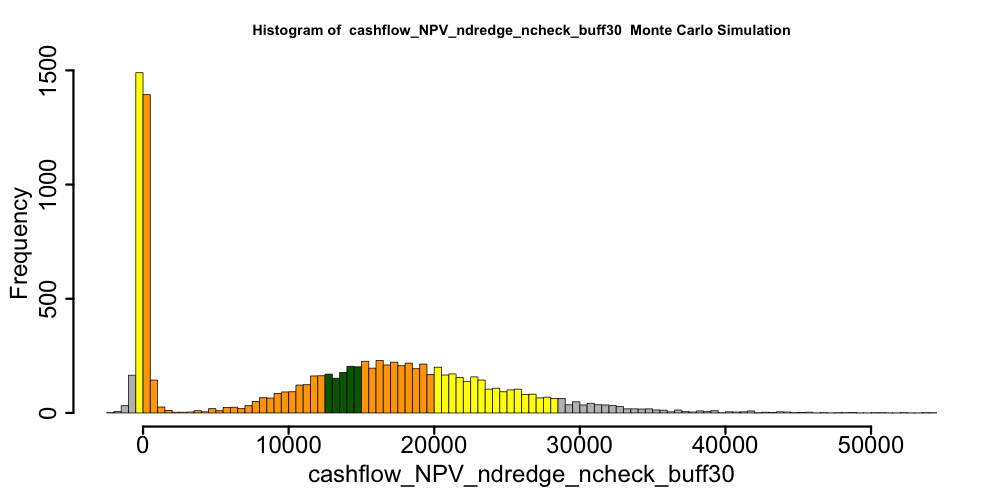 Histogram of  cashflow_NPV_ndredge_ncheck_buff30  Monte Carlo Simulation
1500
1000
500
0
Frequency
0 10000 20000 30000 40000 50000
cashflow_NPV_ndredge_ncheck_buff30